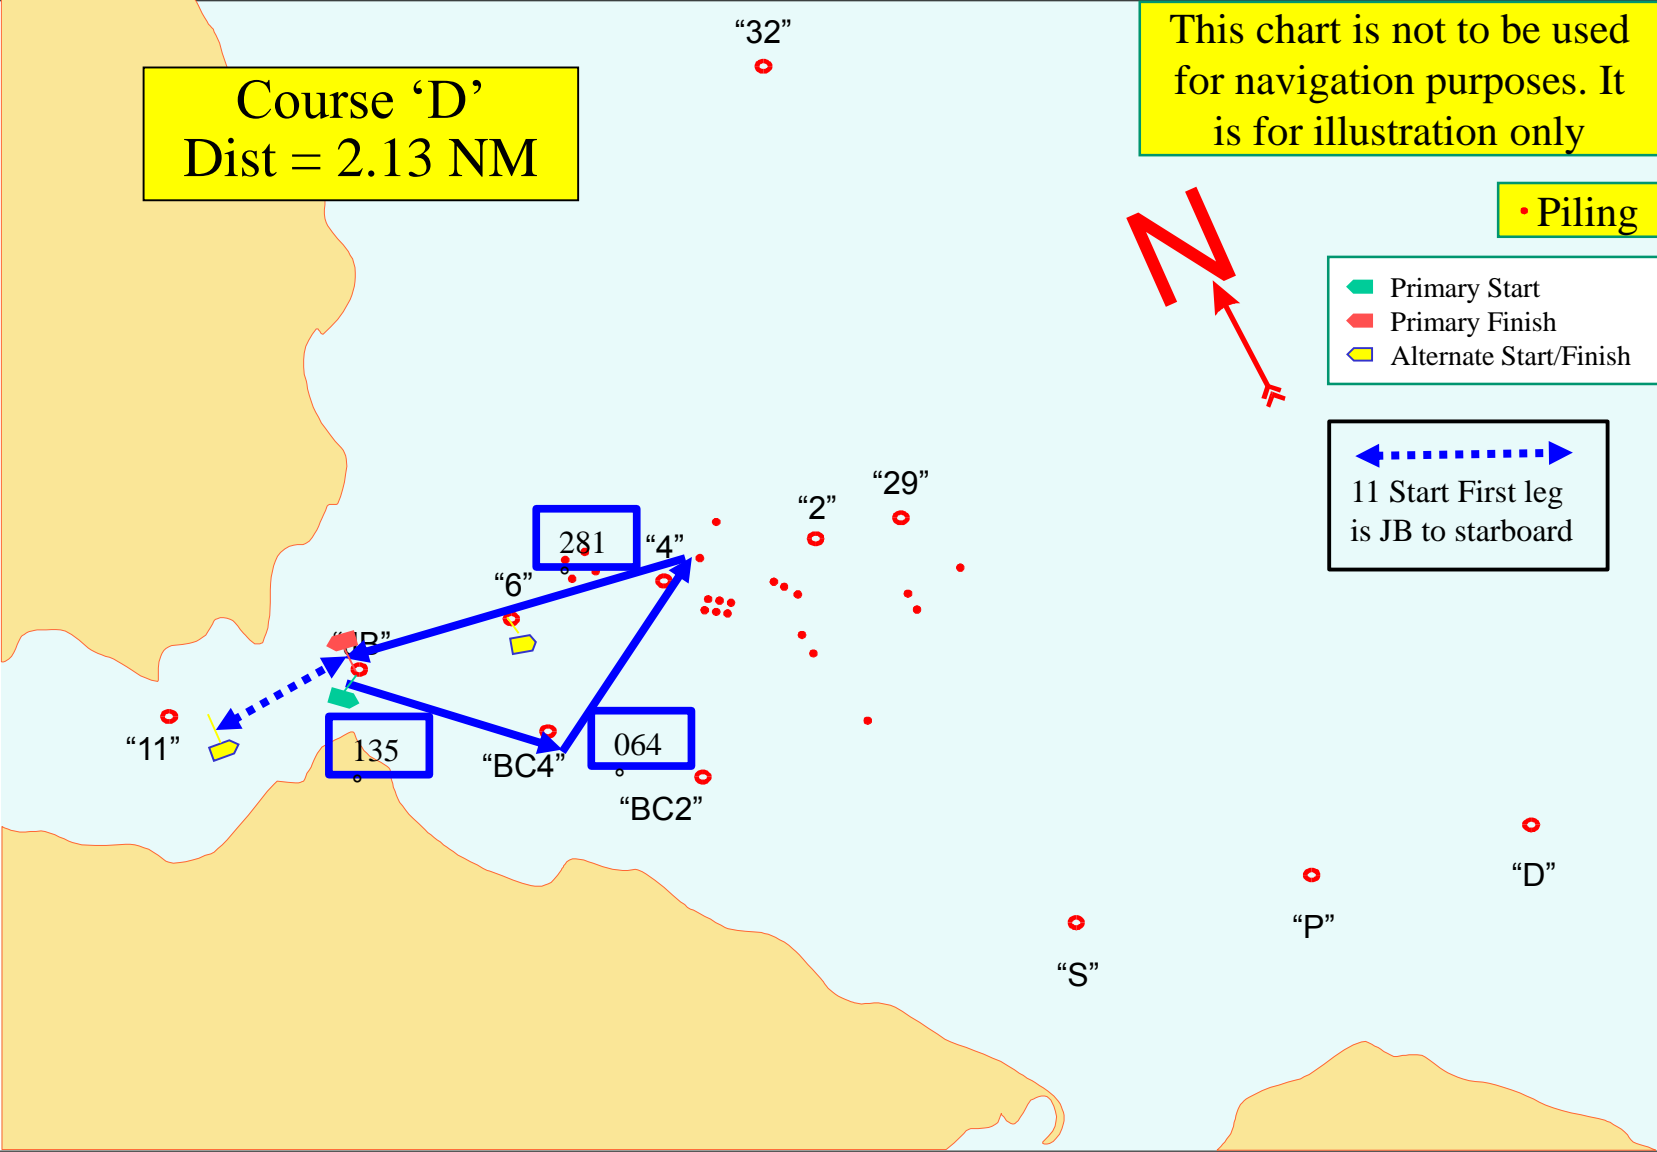 “32”
This chart is not to be used
for navigation purposes. It
is for illustration only
Course ‘D’
Dist = 2.13 NM
N
Piling
Primary Start
Primary Finish
Alternate Start/Finish
11 Start First leg
is JB to starboard
“29”
“2”
281
“4”
“6”
JB”
“11”
135
“BC4”
064
“BC2”
“D”
“P”
“S”